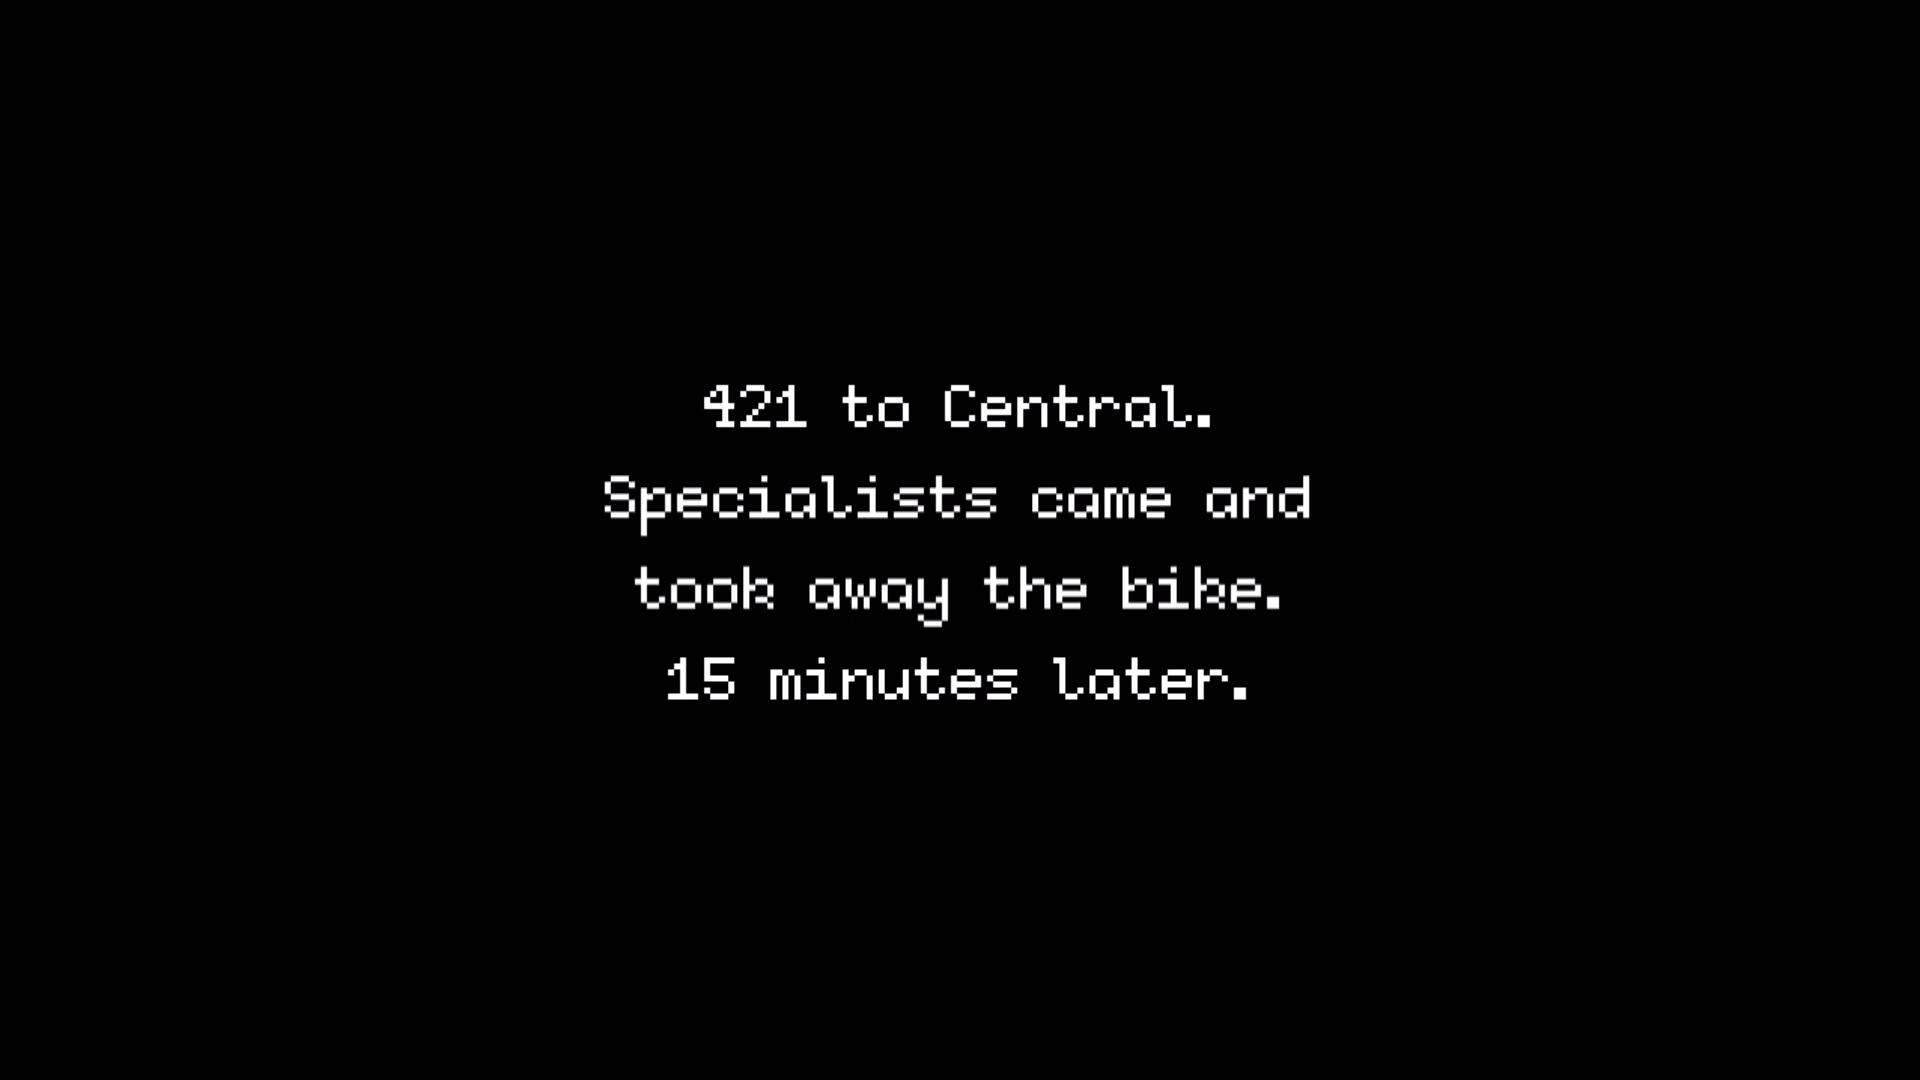 421 to Central.
Specialists came and
took away the bike.
15 minutes later.